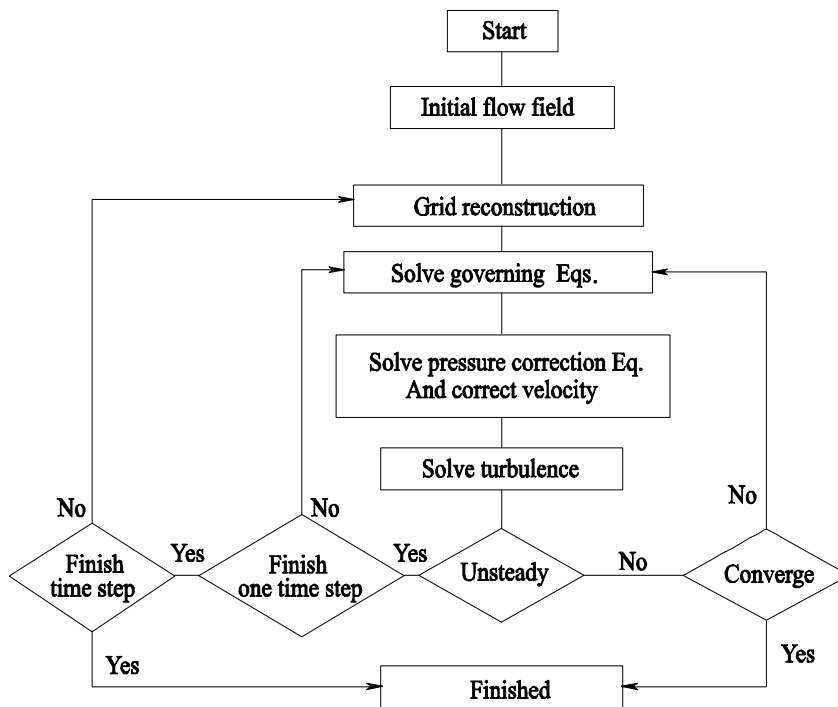 Start
Initial flow field
Grid reconstruction
Solve governing Eqs.
Solve pressure correction Eq.
And correct velocity
Solve turbulence
No
No
No
Finish
time step
Yes
Finish
one time step
Yes
Unsteady
No
Converge
Yes
Yes
Finished